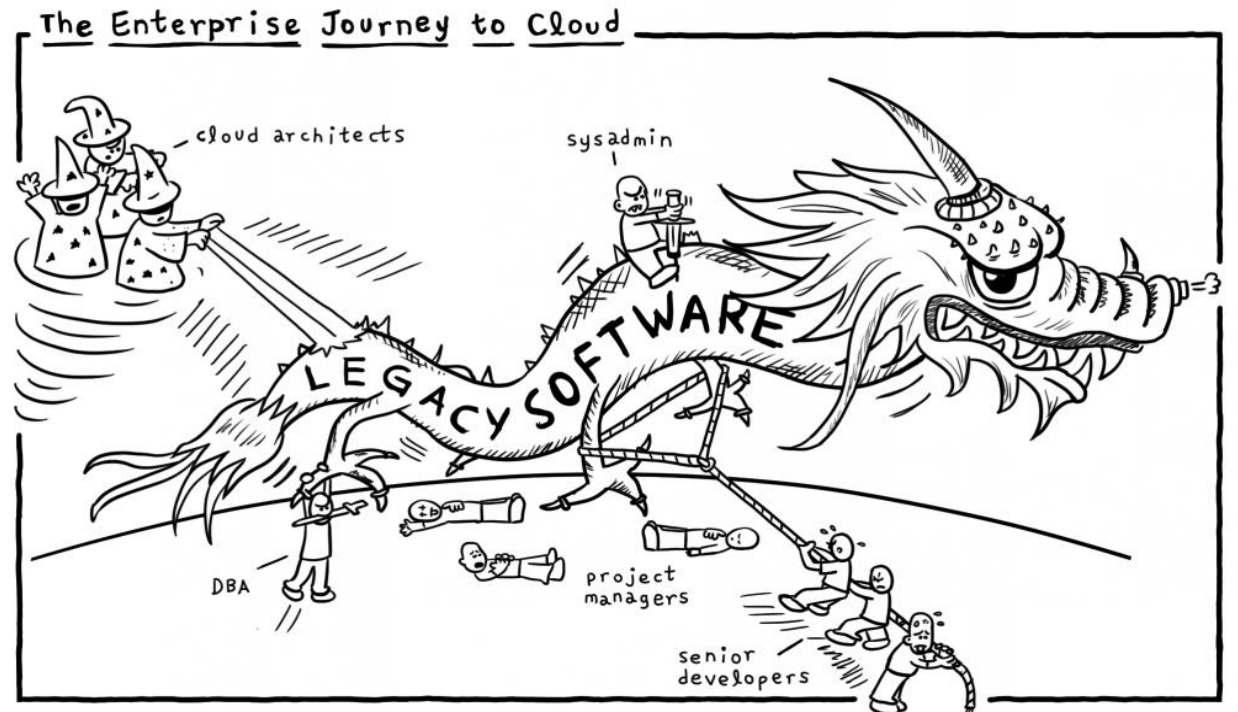 The Enterprise Journey to Cloud
cloud architects
sysadmin
LEGACY SOFTWARE
DBA
project
managers
senior
developers